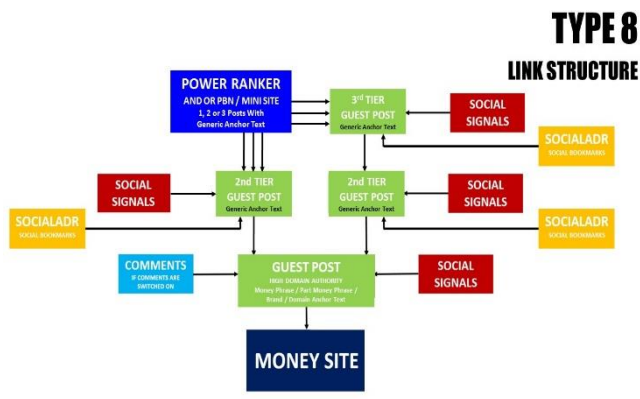 TYPE 8
LINK STRUCTURE
POWER RANKER
AND OR PBN / MINI SITE
1, 2 or 3 Posts With
Generic Anchor Text
3rd TIER
GUEST POST
Generic Anchor Text
SOCIAL
SIGNALS
SOCIALADR
SOCIAL BOOKMARKS
SOCIAL
SIGNALS
2nd TIER
GUEST POST
Generic Anchor Text
2nd TIER
GUEST POST
Generic Anchor Text
SOCIAL
SIGNALS
SOCIALADR
SOCIAL BOOKMARKS
SOCIALADR
SOCIAL BOOKMARKS
COMMENTS
IF COMMENTS ARE
SWITCHED ON
GUEST POST
HIGH DOMAIN AUTHORITY
Money Phrase / Part Money Phrase /
Brand / Domain Anchor Text
SOCIAL
SIGNALS
MONEY SITE